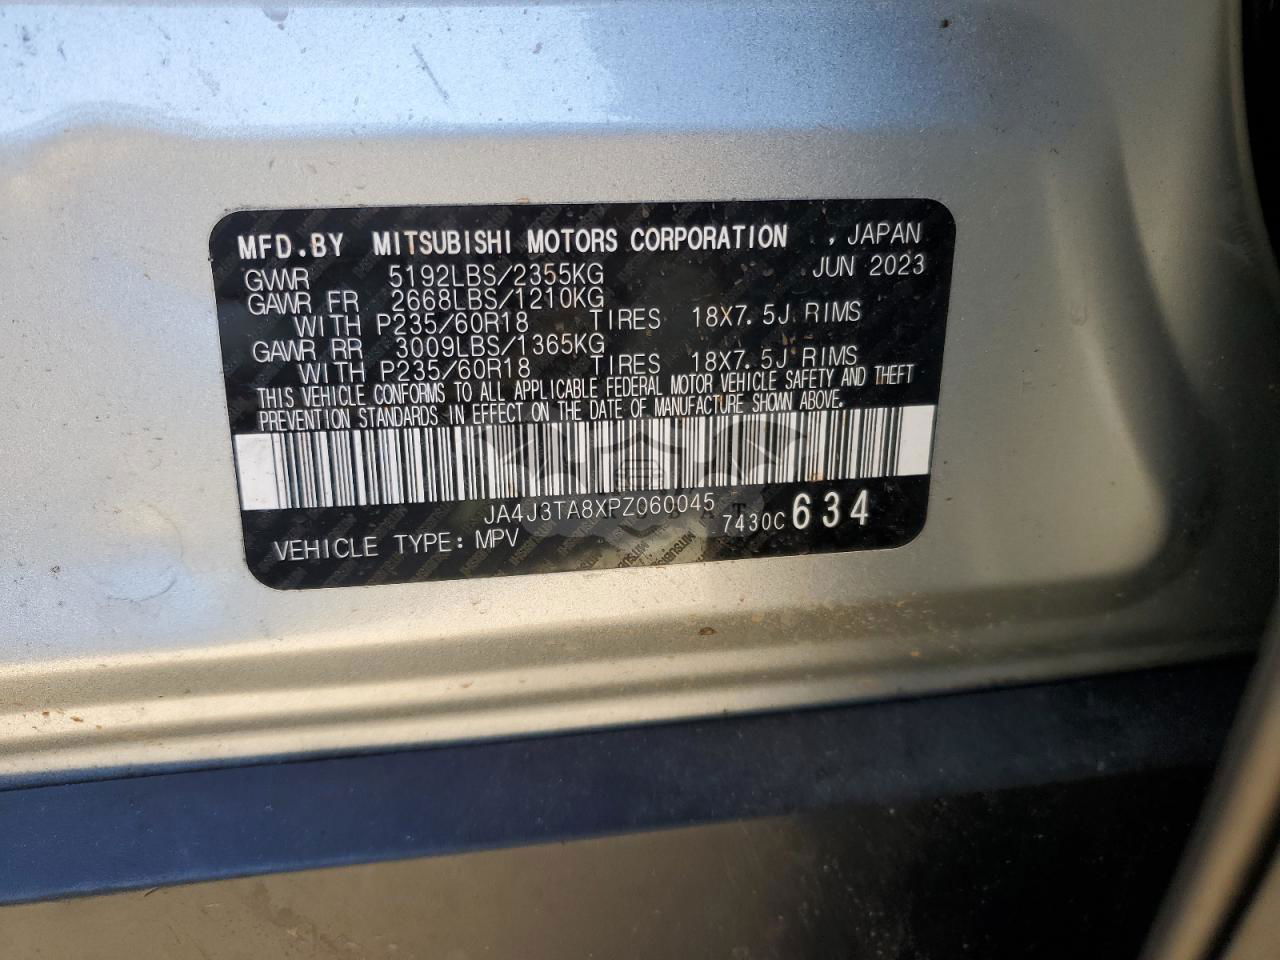 MFD.BY MITSUBISHI MOTORS CORPORATION , JAPAN
GWVR 5192LBS/2355KG JUN 2023
GAWR FR 2668LBS/1210KG
WITH P235/60R18 TIRES 18X7.5J RIMS
GAWR RR 3009LBS/1365KG
WITH P235/60R18 TIRES 18X7.5J RIMS
THIS VEHICLE CONFORMS TO ALL APPLICABLE FEDERAL MOTOR VEHICLE SAFETY AND THEFT
PREVENTION STANDARDS IN EFFECT ON THE DATE OF MANUFACTURE SHOWN ABOVE.
JA4J3TA8XPZ060045 7430C 634
VEHICLE TYPE: MPV